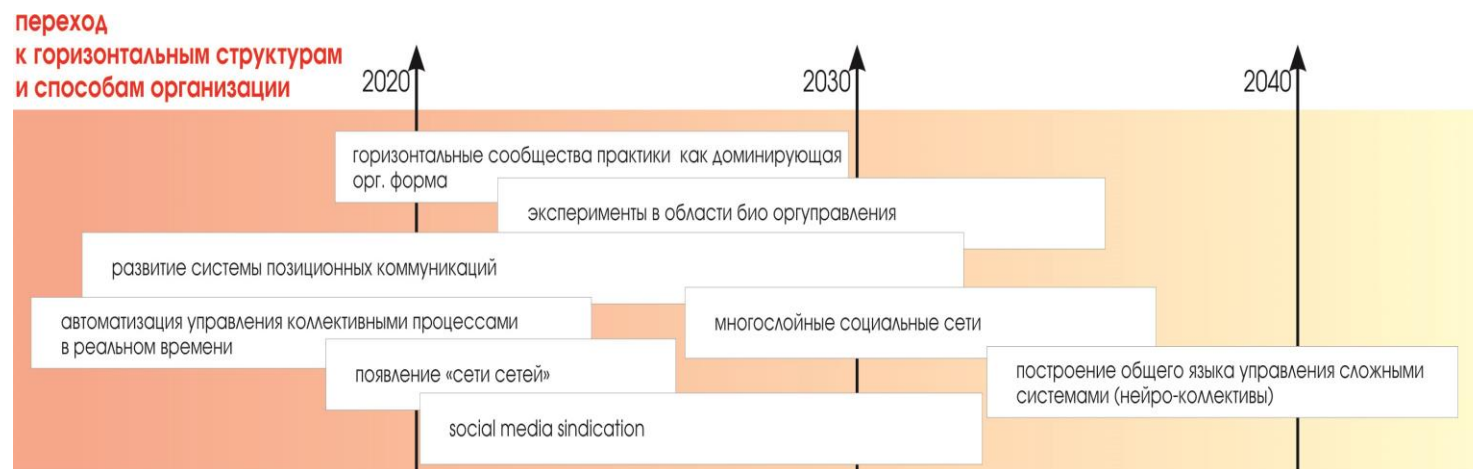 переход
к горизонтальным структурам
и способам организации
2020
2030
2040
горизонтальные сообщества практики как доминирующая
орг. форма
эксперименты в области био оргуправления
развитие системы позиционных коммуникаций
автоматизация управления коллективными процессами
в реальном времени
многослойные социальные сети
появление «сети сетей»
построение общего языка управления сложными
системами (нейро-коллективы)
social media sindication